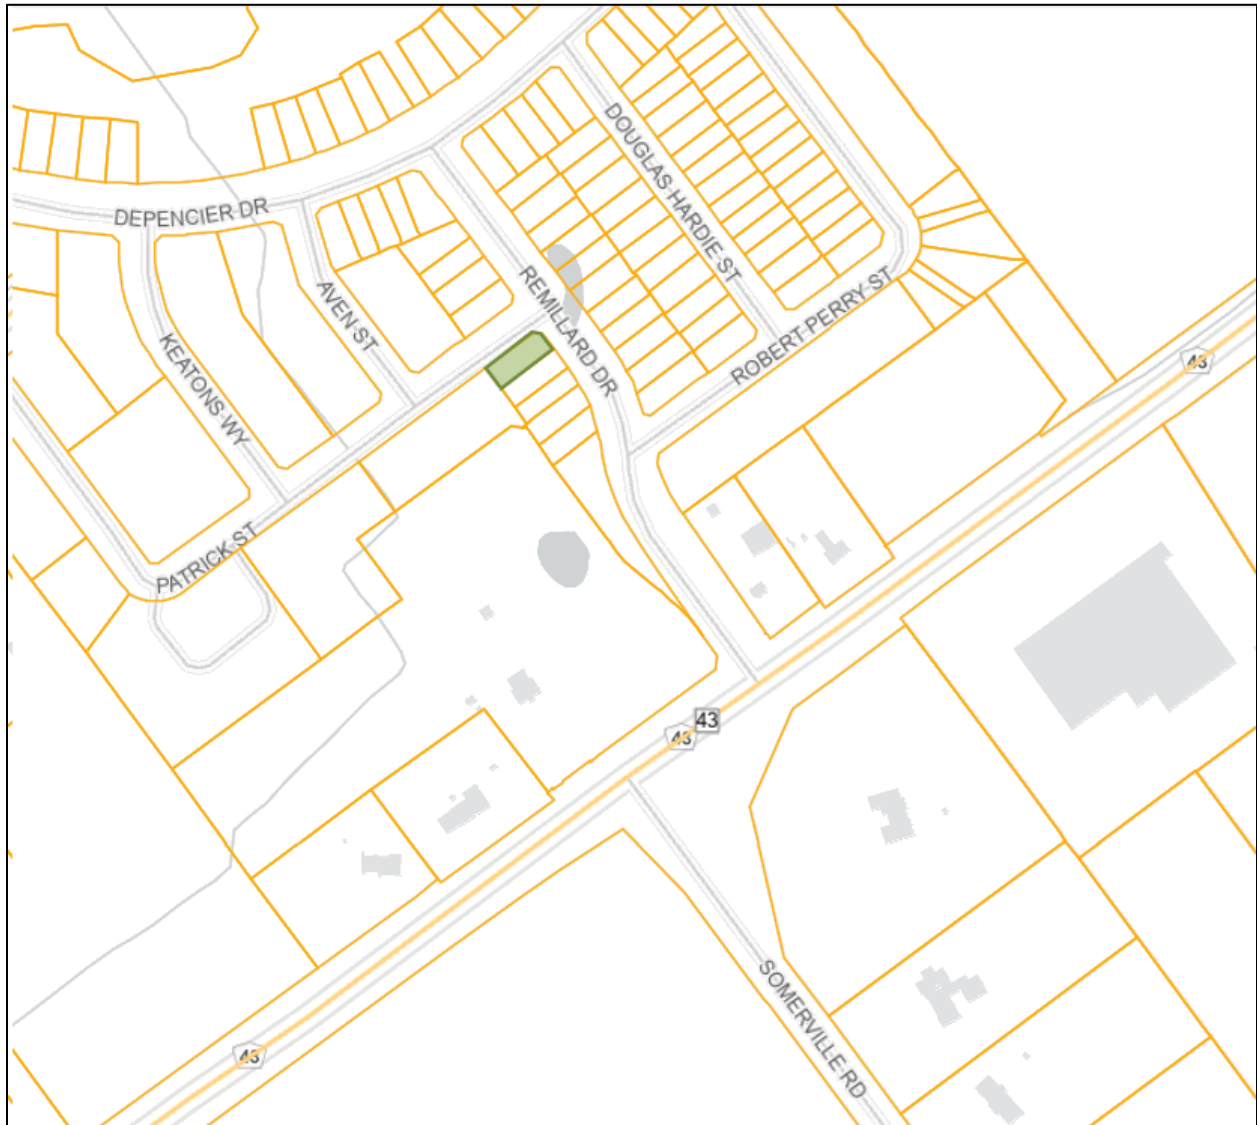 DOUGLAS HARDIE ST
DEPENCIER DR
REMILLARD DR
AVEN ST
ROBERT PERRY ST
KEATONS WY
43
PATRICK ST
43
43
SOMERVILLE RD
43